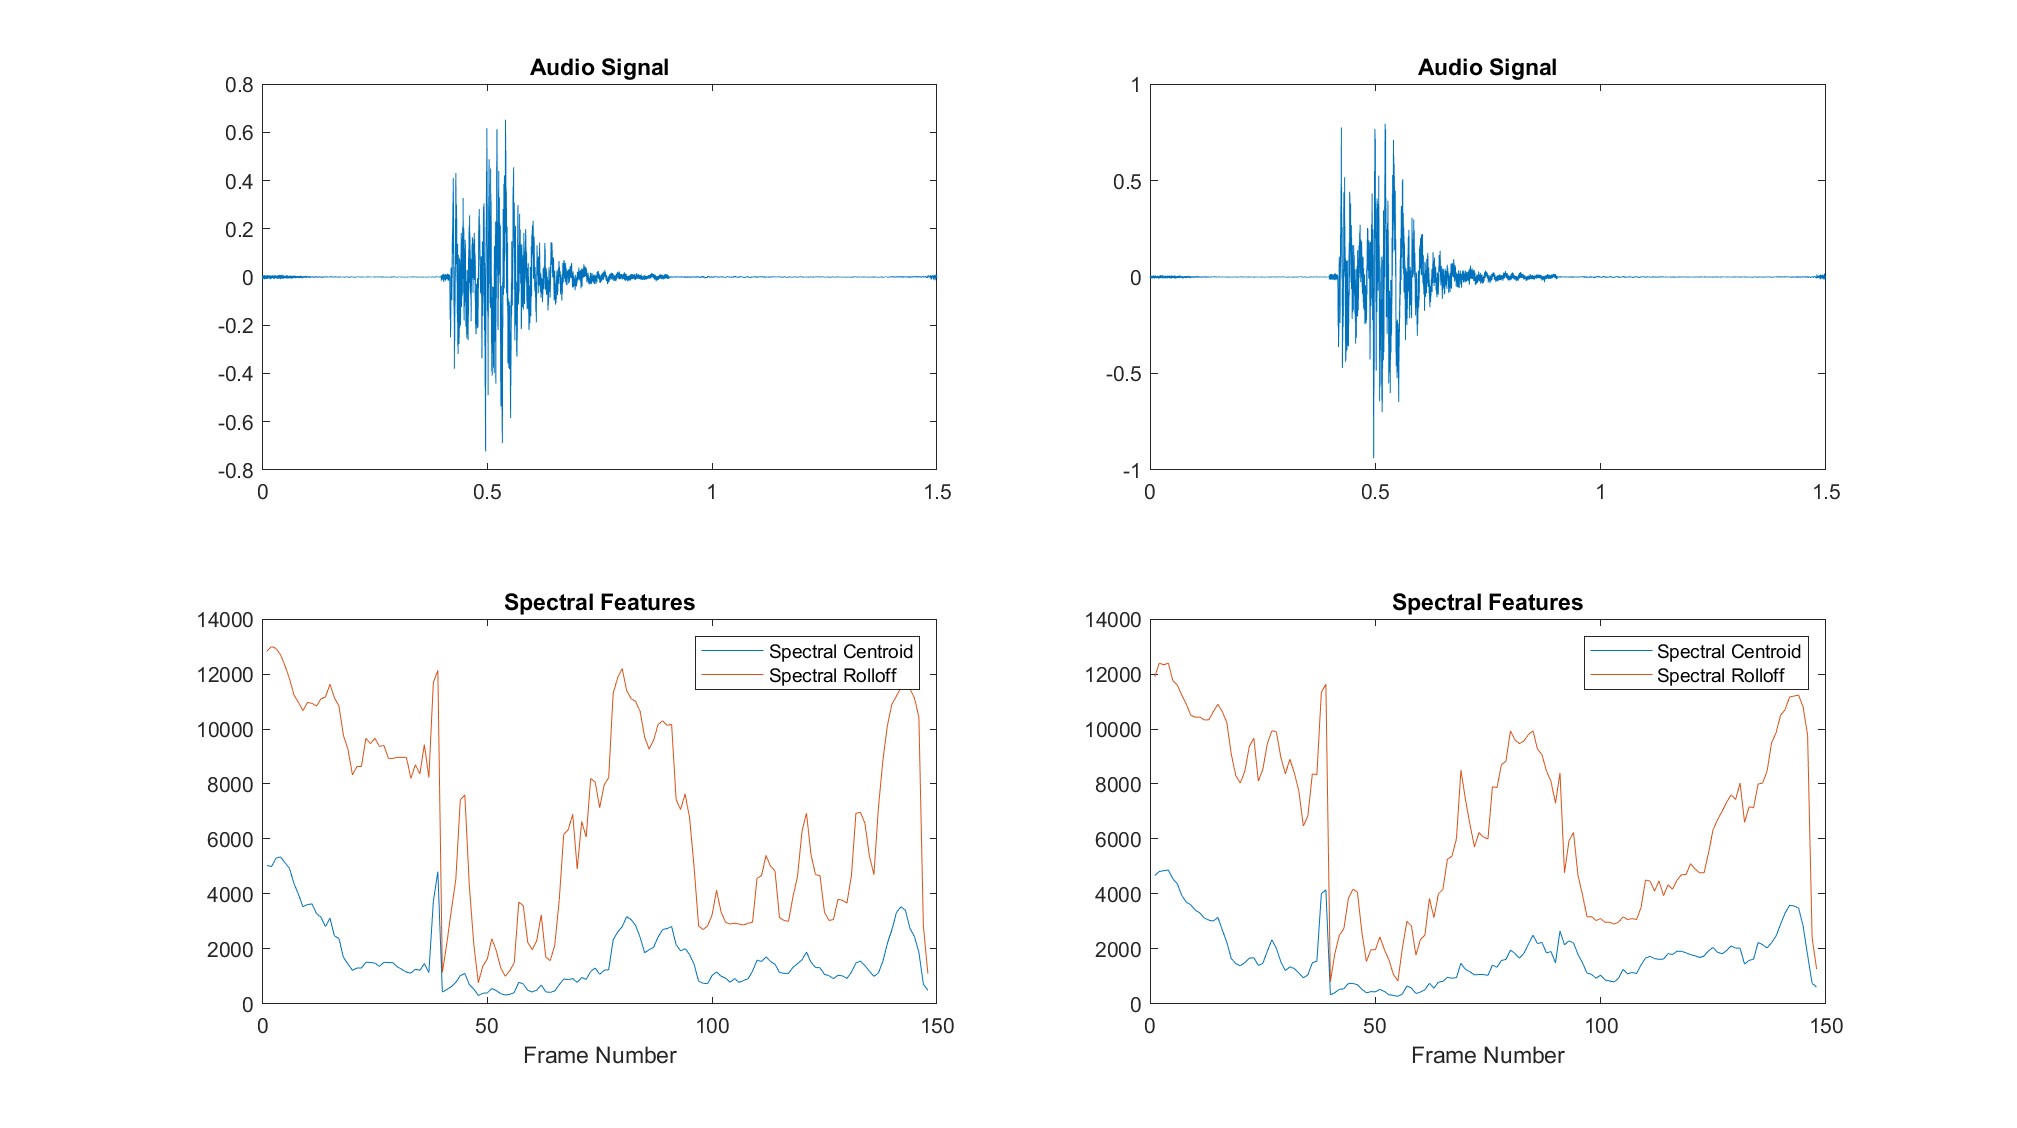 Audio Signal
0.8
0.6
0.4
0.2
0
-0.2
-0.4
-0.6
-0.8
0 0.5 1 1.5
Audio Signal
1
0.5
0
-0.5
-1
0 0.5 1 1.5
Spectral Features
14000
12000
10000
8000
6000
4000
2000
0
Spectral Centroid
Spectral Rolloff
0 50 100 150
Frame Number
Spectral Features
14000
12000
10000
8000
6000
4000
2000
0
Spectral Centroid
Spectral Rolloff
0 50 100 150
Frame Number